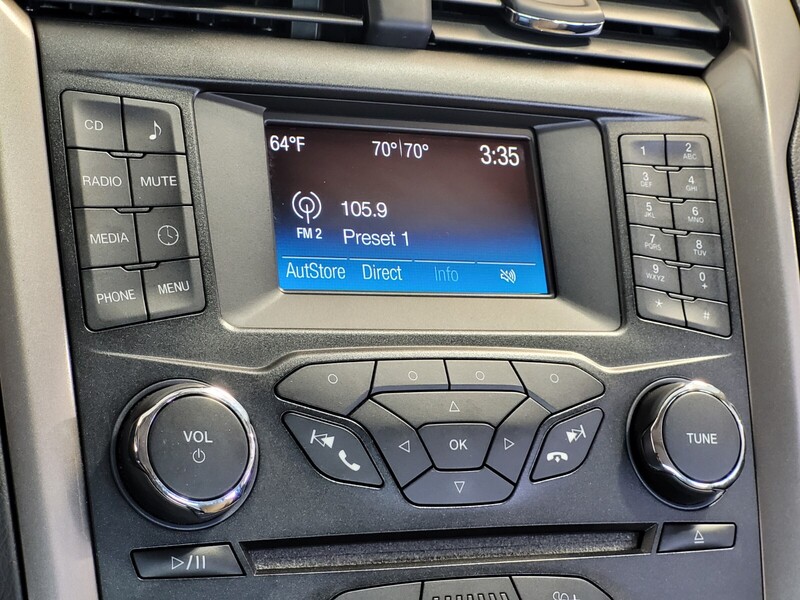 64°F 70° 70° 3:35
105.9
FM 2 Preset 1
AutStore Direct Info
CD
RADIO MUTE
MEDIA
PHONE MENU
1 2 ABC
3 DEF 4 GHI
5 JKL 6 MNO
7 PQRS 8 TUV
9 WXYZ 0 +
* #
VOL
OK
TUNE